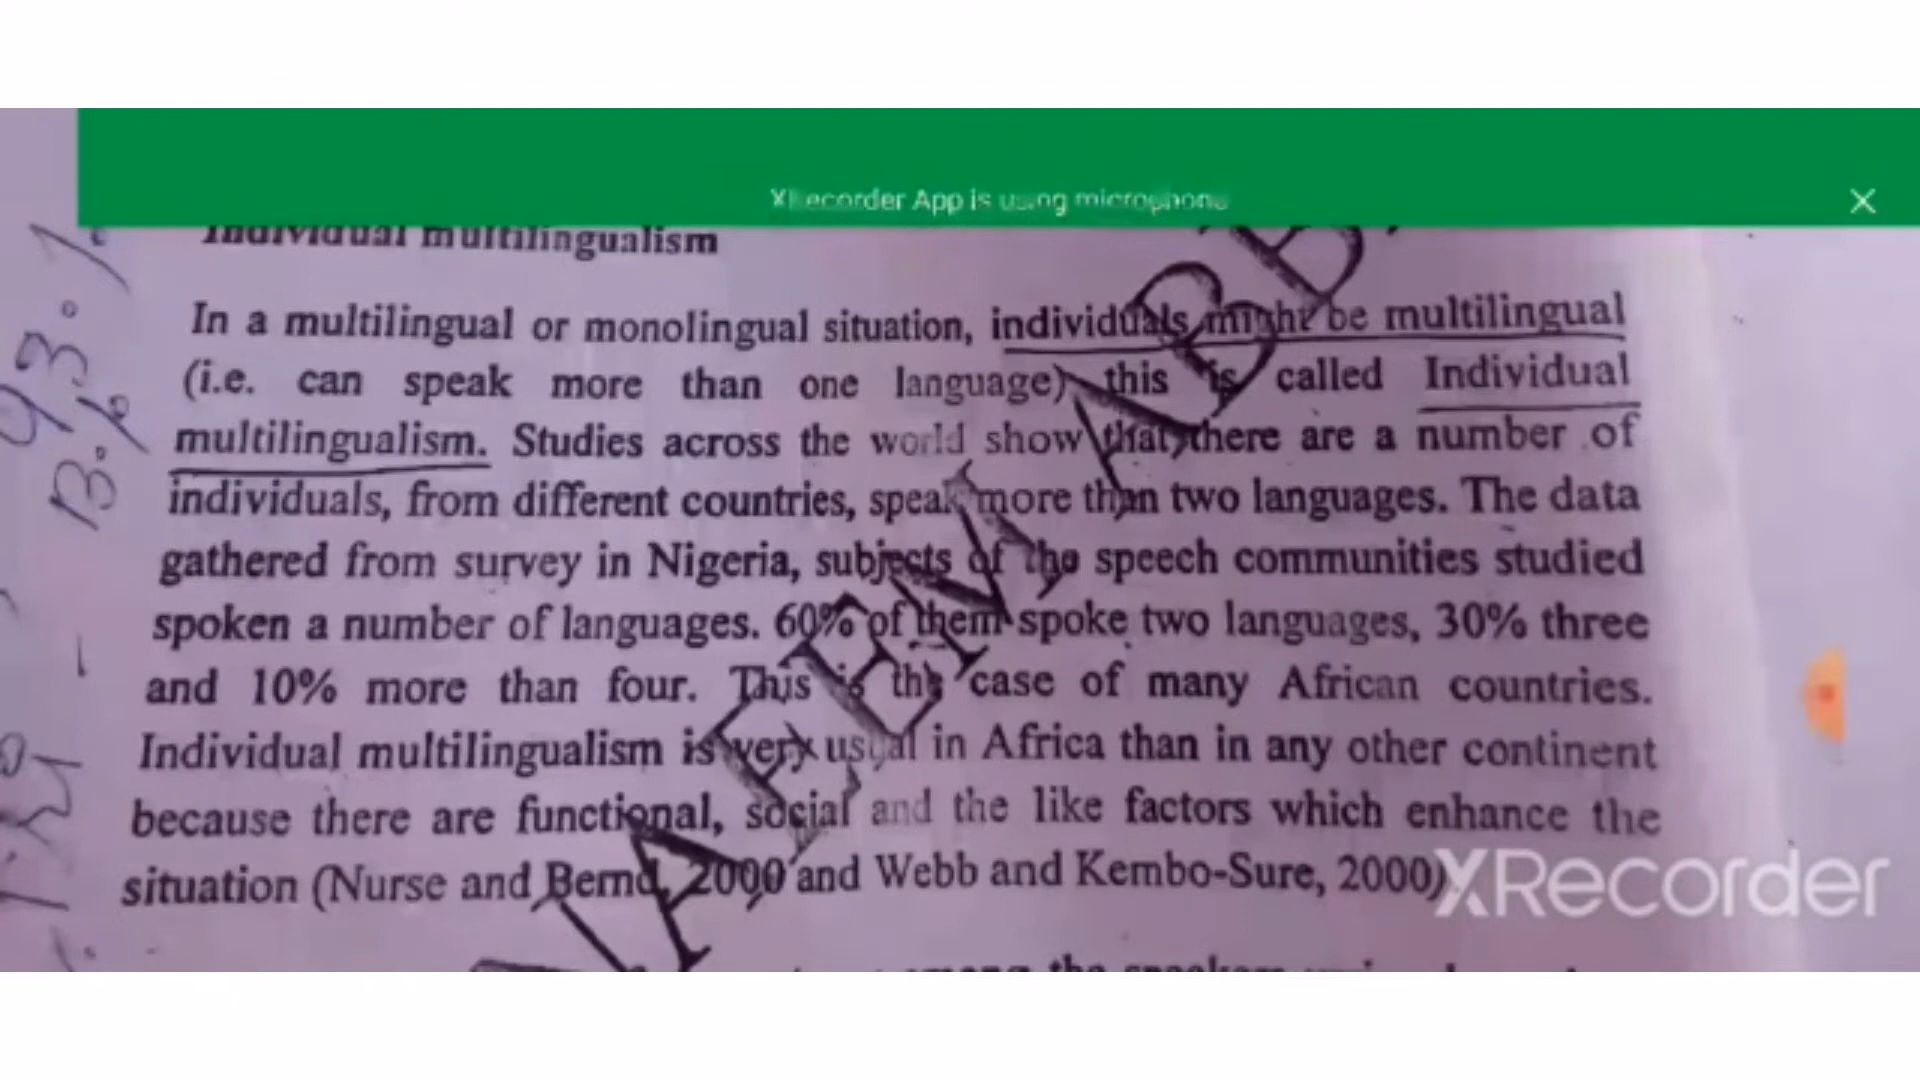 XRecorder App is using microphone
Individual multilingualism
In a multilingual or monolingual situation, individuals might be multilingual
(i.e. can speak more than one language) this is called Individual
multilingualism. Studies across the world show that there are a number of
individuals, from different countries, speak more than two languages. The data
gathered from survey in Nigeria, subjects of the speech communities studied
spoken a number of languages. 60% of them spoke two languages, 30% three
and 10% more than four. This is the case of many African countries.
Individual multilingualism is very usual in Africa than in any other continent
because there are functional, social and the like factors which enhance the
situation (Nurse and Bernd, 2000 and Webb and Kembo-Sure, 2000)
XRecorder